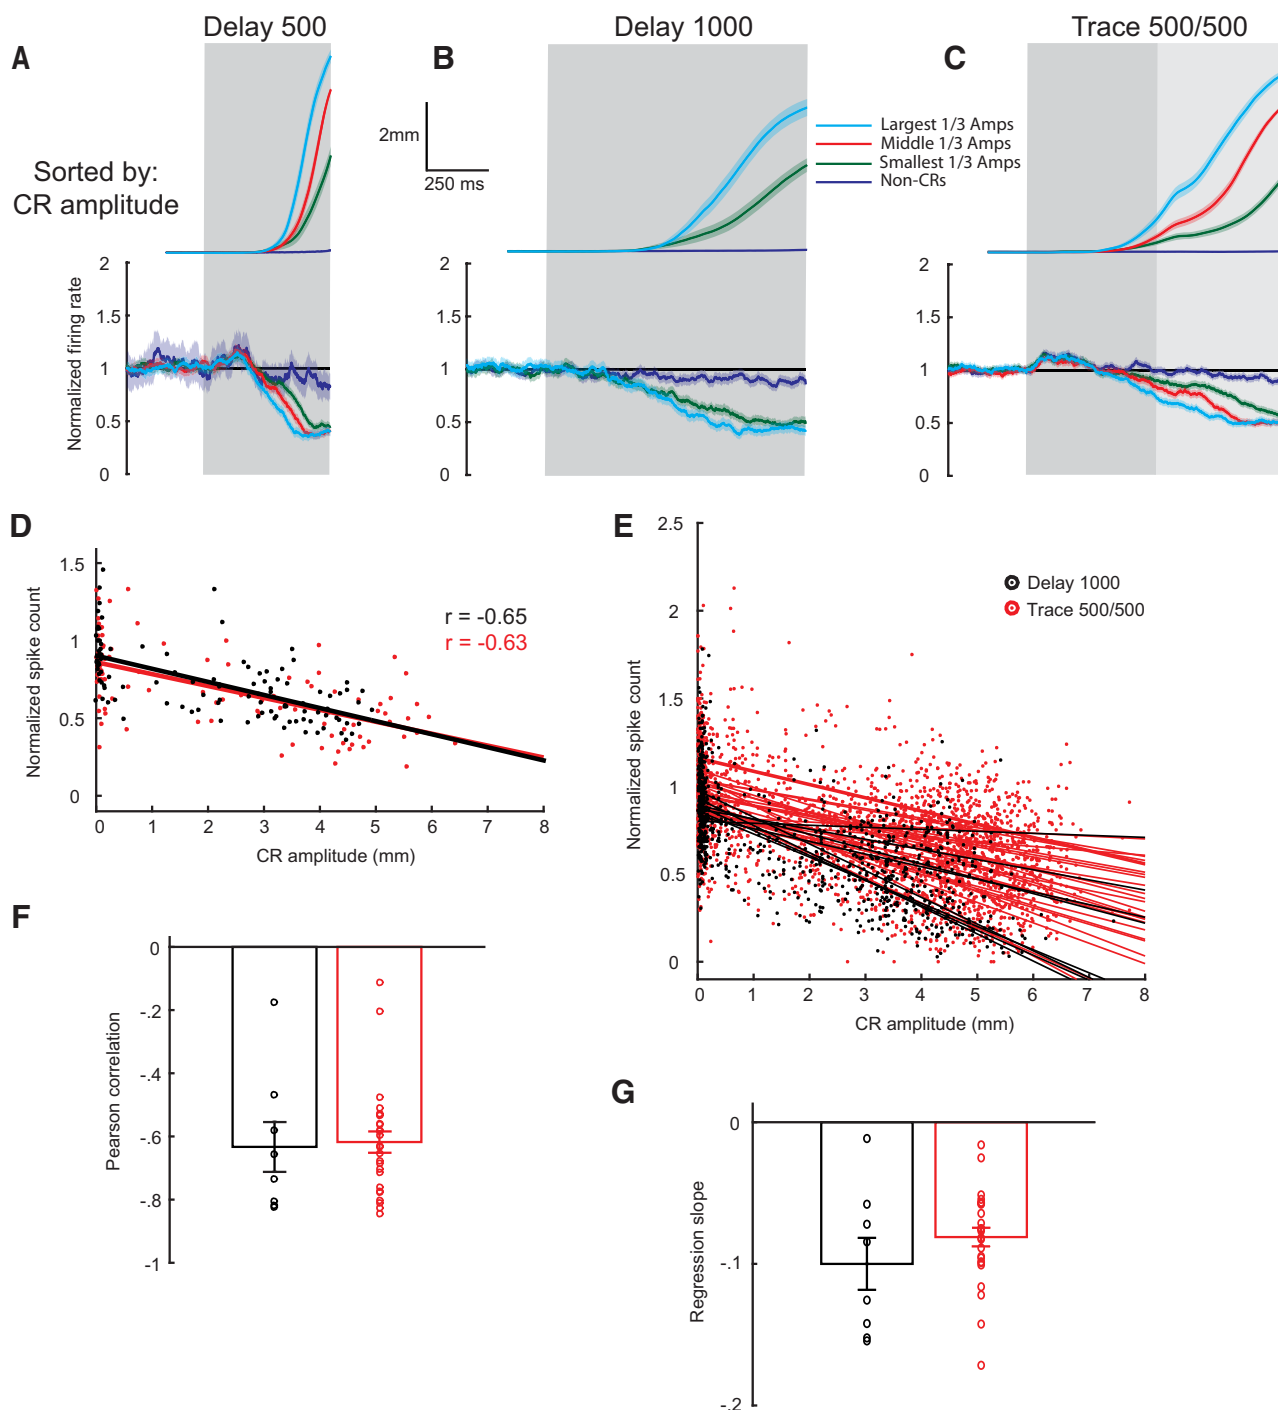 Delay 500
Delay 1000
Trace 500/500
A
B
C
Sorted by:
CR amplitude
2mm
250 ms
Largest 1/3 Amps
Middle 1/3 Amps
Smallest 1/3 Amps
Non-CRs
Normalized firing rate
2
1.5
1
0.5
0
2
1.5
1
0.5
0
2
1.5
1
0.5
0
D
Normalized spike count
1.5
1
0.5
0
r = -0.65
r = -0.63
0 1 2 3 4 5 6 7 8
CR amplitude (mm)
E
Normalized spike count
2.5
2
1.5
1
0.5
0
Delay 1000
Trace 500/500
0 1 2 3 4 5 6 7 8
CR amplitude (mm)
F
Pearson correlation
0
-.2
-.4
-.6
-.8
-1
G
Regression slope
0
-.1
-.2